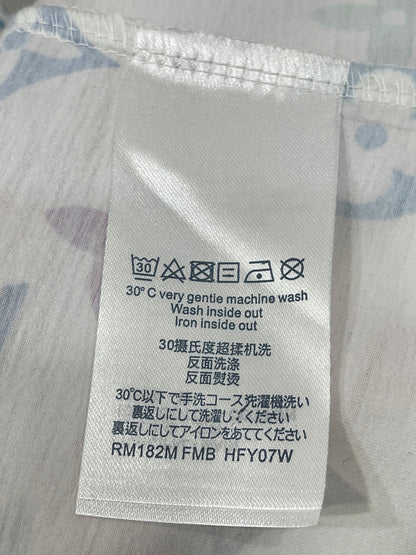 30
30°C very gentie machine wash
Wash inside out
Iron inside out
30摄氏度超揉机洗
反面洗涤
反面熨烫
30℃以下で手洗コース洗濯機洗い
裏返しにして洗濯してください
裏返しにしてアイロンをあててください
RM182M FMB HFY07W